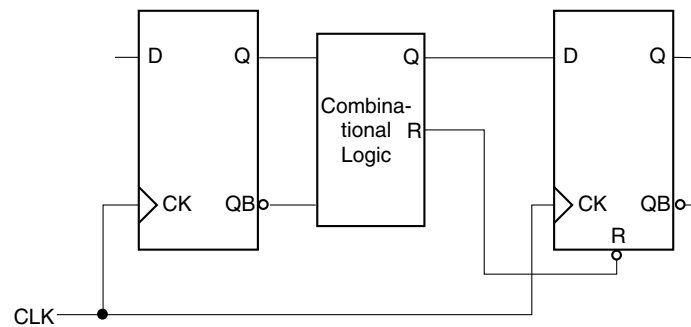 D Q
Q
D Q
Combina-
tional
Logic
R
CK QB
CK QB
R
CLK